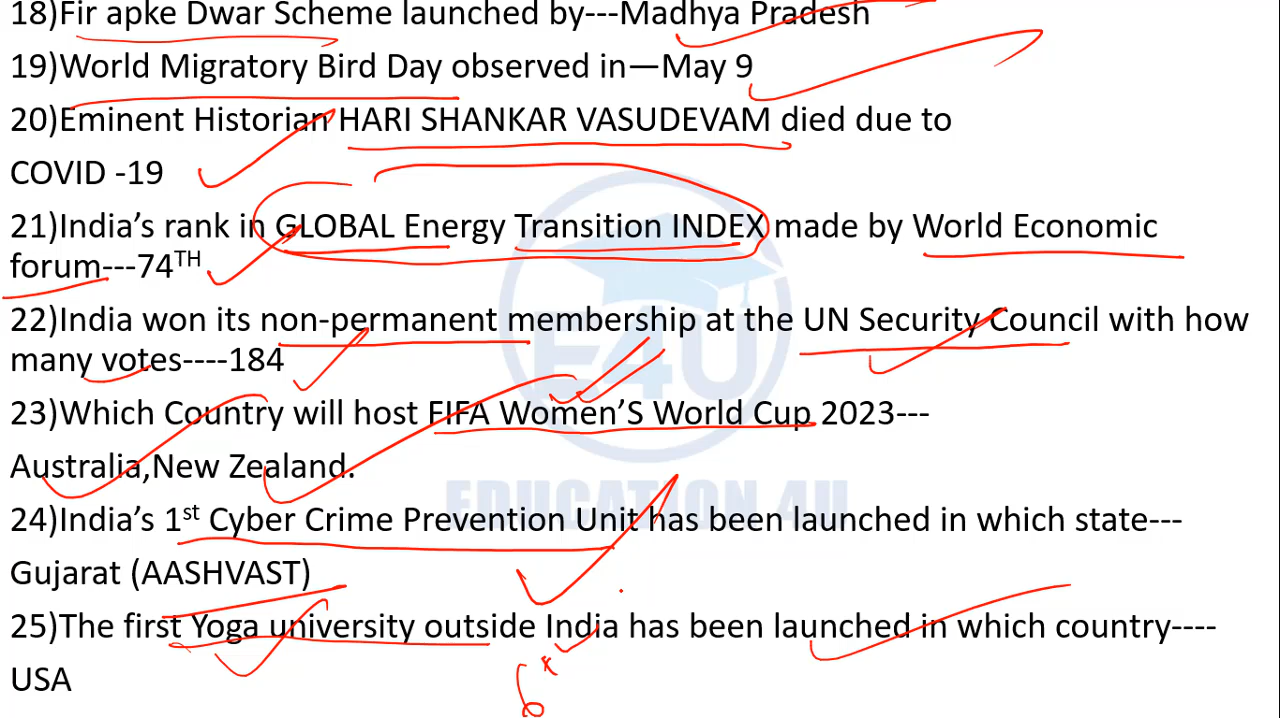 18)Fir apke Dwar Scheme launched by---Madhya Pradesh
19)World Migratory Bird Day observed in—May 9
20)Eminent Historian HARI SHANKAR VASUDEVAM died due to
COVID -19
21)India’s rank in GLOBAL Energy Transition INDEX made by World Economic
forum---74TH
22)India won its non-permanent membership at the UN Security Council with how
many votes----184
23)Which Country will host FIFA Women’S World Cup 2023---
Australia,New Zealand.
24)India’s 1st Cyber Crime Prevention Unit has been launched in which state---
Gujarat (AASHVAST)
25)The first Yoga university outside India has been launched in which country----
USA
E4U
EDUCATION 4U